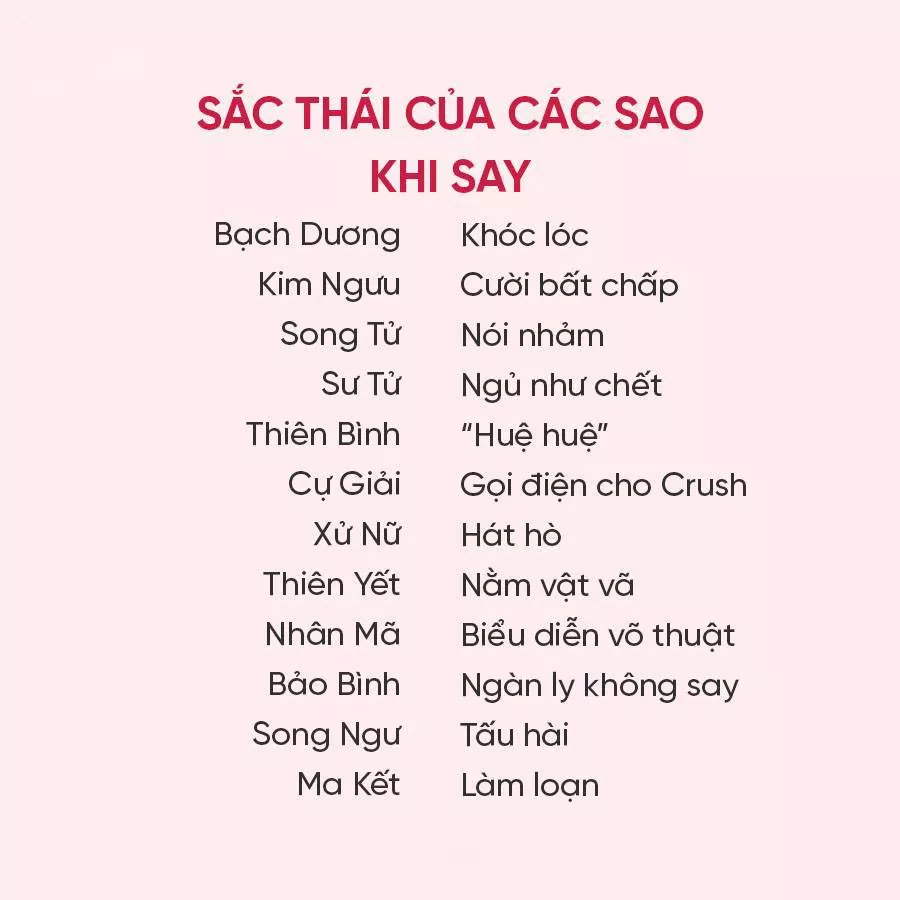 SẮC THÁI CỦA CÁC SAO
KHI SAY
Bạch Dương Khóc lóc
Kim Ngưu Cười bất chấp
Song Tử Nói nhảm
Sư Tử Ngủ như chết
Thiên Bình “Huệ huệ”
Cự Giải Gọi điện cho Crush
Xử Nữ Hát hò
Thiên Yết Nằm vật vã
Nhân Mã Biểu diễn võ thuật
Bảo Bình Ngàn ly không say
Song Ngư Tấu hài
Ma Kết Làm loạn